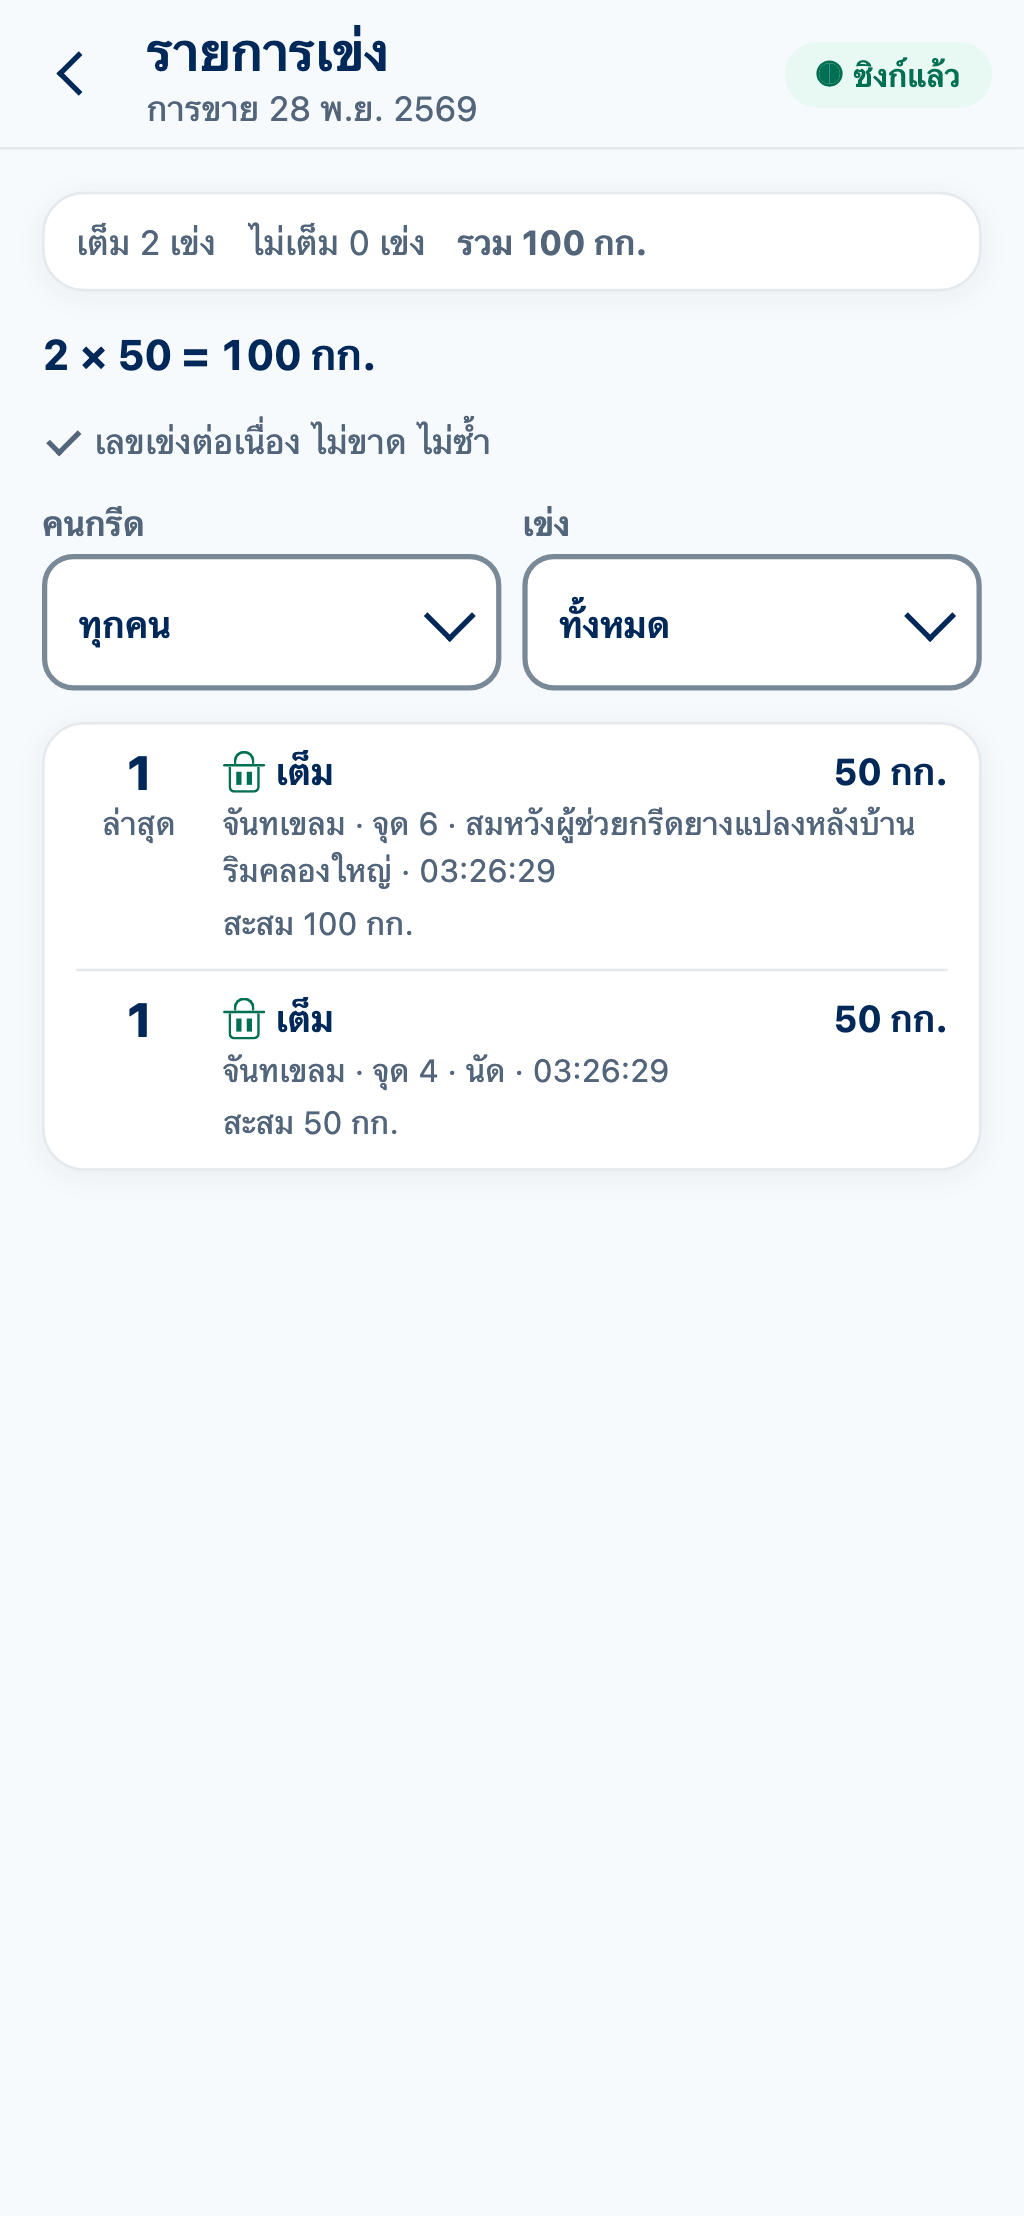 รายการเข่ง
การขาย 28 พ.ย. 2569
ซิงก์แล้ว
เต็ม 2 เข่ง ไม่เต็ม 0 เข่ง รวม 100 กก.
2 × 50 = 100 กก.
เลขเข่งต่อเนื่อง ไม่ขาด ไม่ซ้ำ
คนกรีด เข่ง
ทุกคน ทั้งหมด
1 เต็ม 50 กก.
ล่าสุด จันทเขลม · จุด 6 · สมหวังผู้ช่วยกรีดยางแปลงหลังบ้าน
ริมคลองใหญ่ · 03:26:29
สะสม 100 กก.
1 เต็ม 50 กก.
จันทเขลม · จุด 4 · นัด · 03:26:29
สะสม 50 กก.